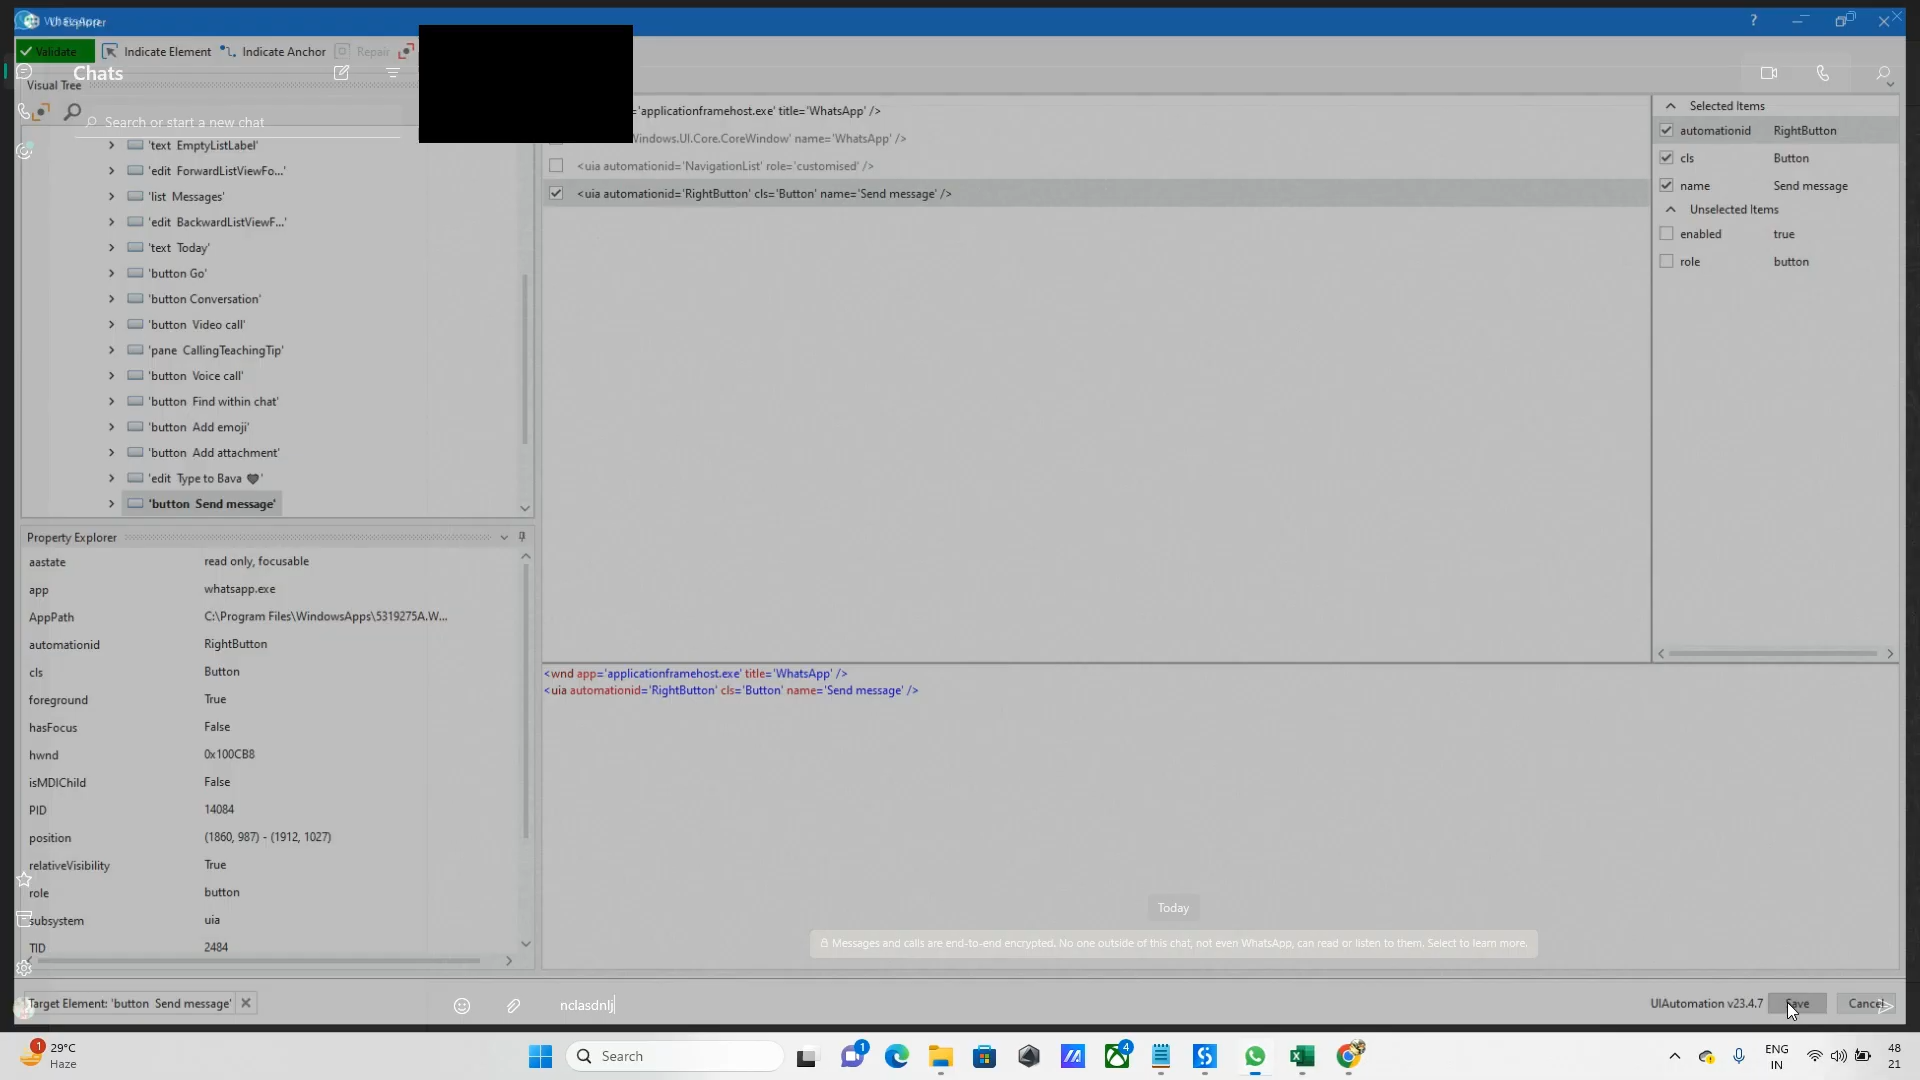 WhatsApp
UI Explorer
?
Validate
Indicate Element
Indicate Anchor
Repair
Chats
Visual Tree
Search or start a new chat
'text EmptyListLabel'
'edit ForwardListViewFo...'
'list Messages'
'edit BackwardListViewF...'
'text Today'
'button Go'
'button Conversation'
'button Video call'
'pane CallingTeachingTip'
'button Voice call'
'button Find within chat'
'button Add emoji'
'button Add attachment'
'edit Type to Bava 🖤'
'button Send message'
='applicationframehost.exe' title='WhatsApp' />
Windows.UI.Core.CoreWindow' name='WhatsApp' />
<uia automationid='NavigationList' role='customised' />
<uia automationid='RightButton' cls='Button' name='Send message' />
Selected Items
automationid RightButton
cls Button
name Send message
Unselected Items
enabled true
role button
Property Explorer
aastate read only, focusable
app whatsapp.exe
AppPath C:\Program Files\WindowsApps\5319275A.W...
automationid RightButton
cls Button
foreground True
hasFocus False
hwnd 0x100CB8
isMDIChild False
PID 14084
position (1860, 987) - (1912, 1027)
relativeVisibility True
role button
subsystem uia
TID 2484
<wnd app='applicationframehost.exe' title='WhatsApp' />
<uia automationid='RightButton' cls='Button' name='Send message' />
Today
Messages and calls are end-to-end encrypted. No one outside of this chat, not even WhatsApp, can read or listen to them. Select to learn more.
Target Element: 'button Send message'
nclasdnlj
UIAutomation v23.4.7
Save
Cancel
1
29°C
Haze
Search
1
4
ENG
IN
48
21